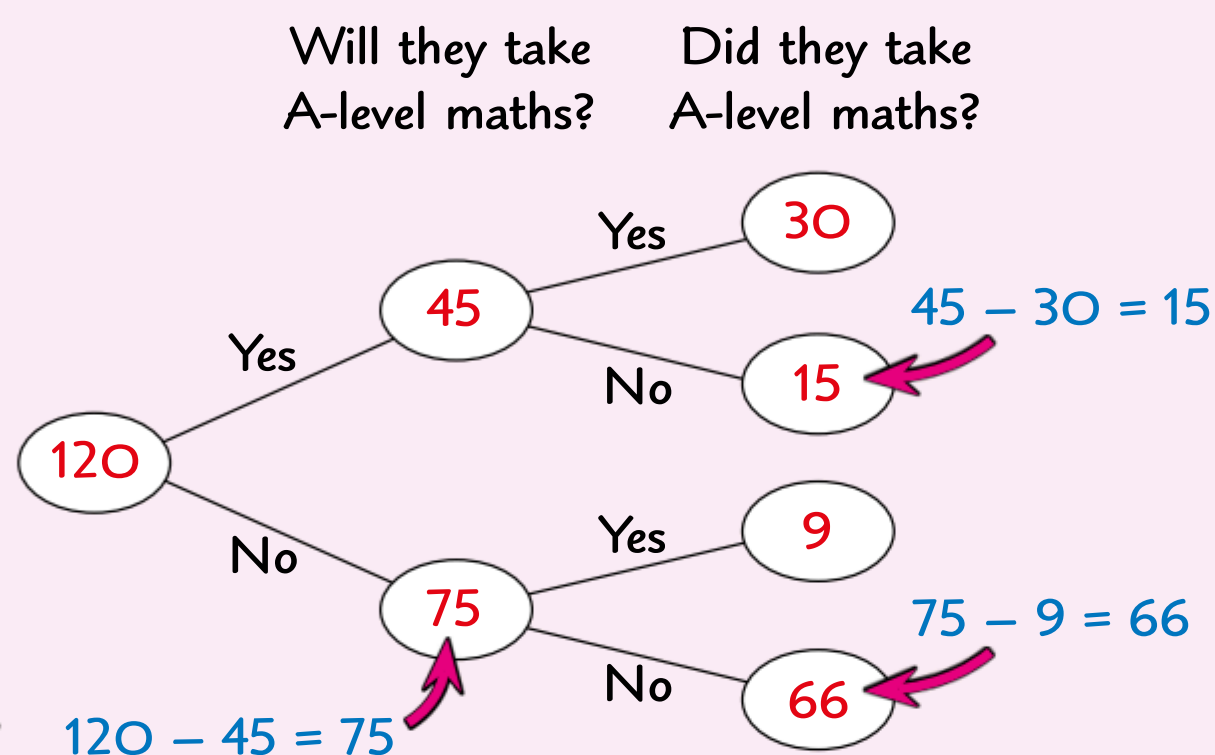 Will they take
A-level maths?
Did they take
A-level maths?
Yes
30
45
45 – 30 = 15
Yes
No
15
120
Yes
9
No
75
75 – 9 = 66
No
66
120 – 45 = 75